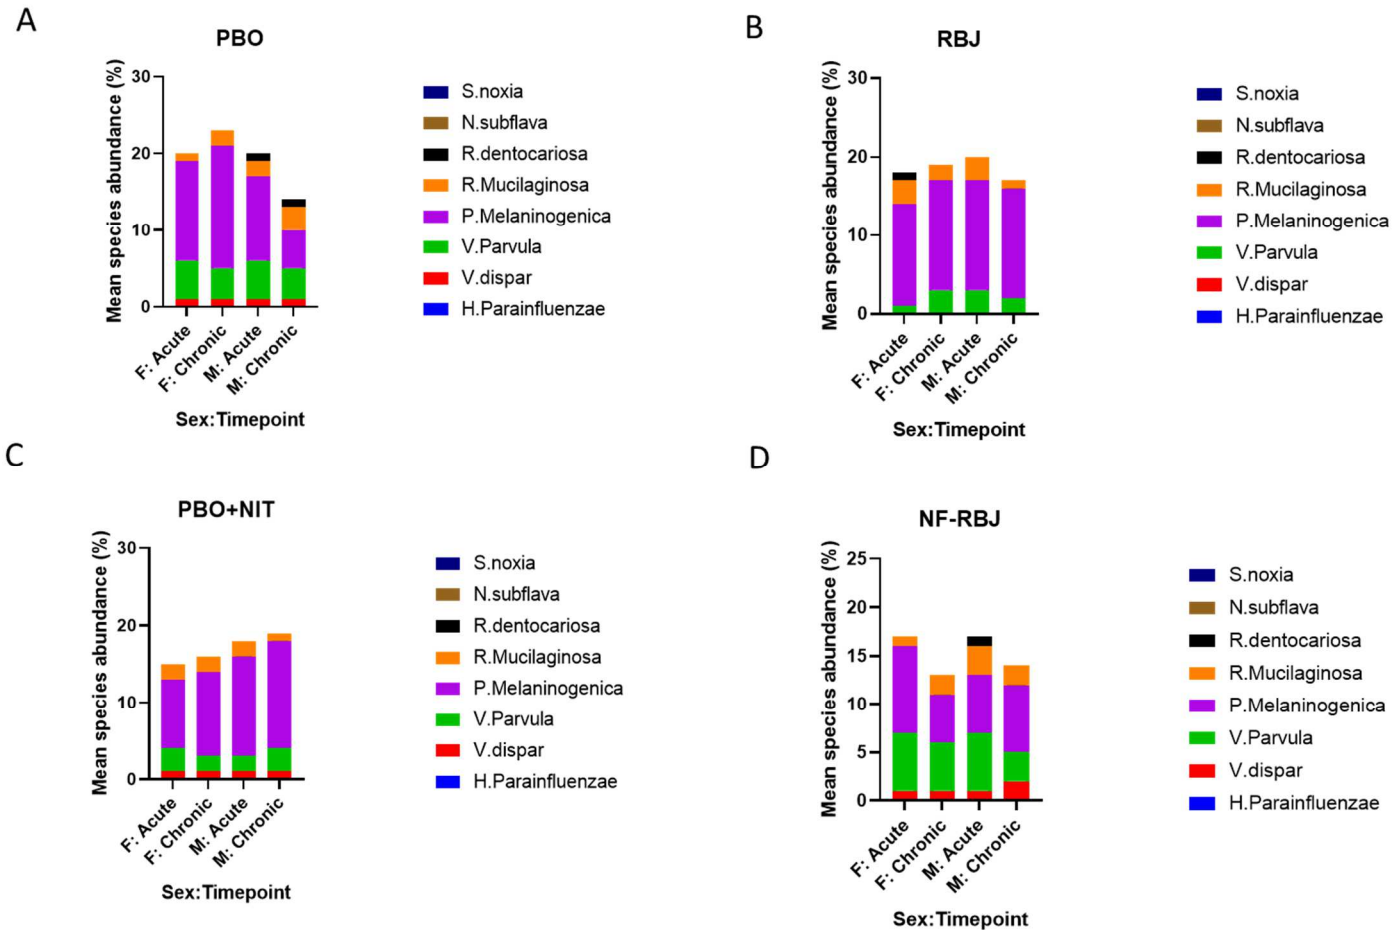 A
PBO
Mean species abundance (%)
30
20
10
0
F: Acute
F: Chronic
M: Acute
M: Chronic
Sex:Timepoint
S.noxia
N.subflava
R.dentocariosa
R.Mucilaginosa
P.Melaninogenica
V.Parvula
V.dispar
H.Parainfluenzae
B
RBJ
Mean species abundance (%)
30
20
10
0
F: Acute
F: Chronic
M: Acute
M: Chronic
Sex:Timepoint
S.noxia
N.subflava
R.dentocariosa
R.Mucilaginosa
P.Melaninogenica
V.Parvula
V.dispar
H.Parainfluenzae
C
PBO+NIT
Mean species abundance (%)
30
20
10
0
F: Acute
F: Chronic
M: Acute
M: Chronic
Sex:Timepoint
S.noxia
N.subflava
R.dentocariosa
R.Mucilaginosa
P.Melaninogenica
V.Parvula
V.dispar
H.Parainfluenzae
D
NF-RBJ
Mean species abundance (%)
25
20
15
10
5
0
F: Acute
F: Chronic
M: Acute
M: Chronic
Sex:Timepoint
S.noxia
N.subflava
R.dentocariosa
R.Mucilaginosa
P.Melaninogenica
V.Parvula
V.dispar
H.Parainfluenzae